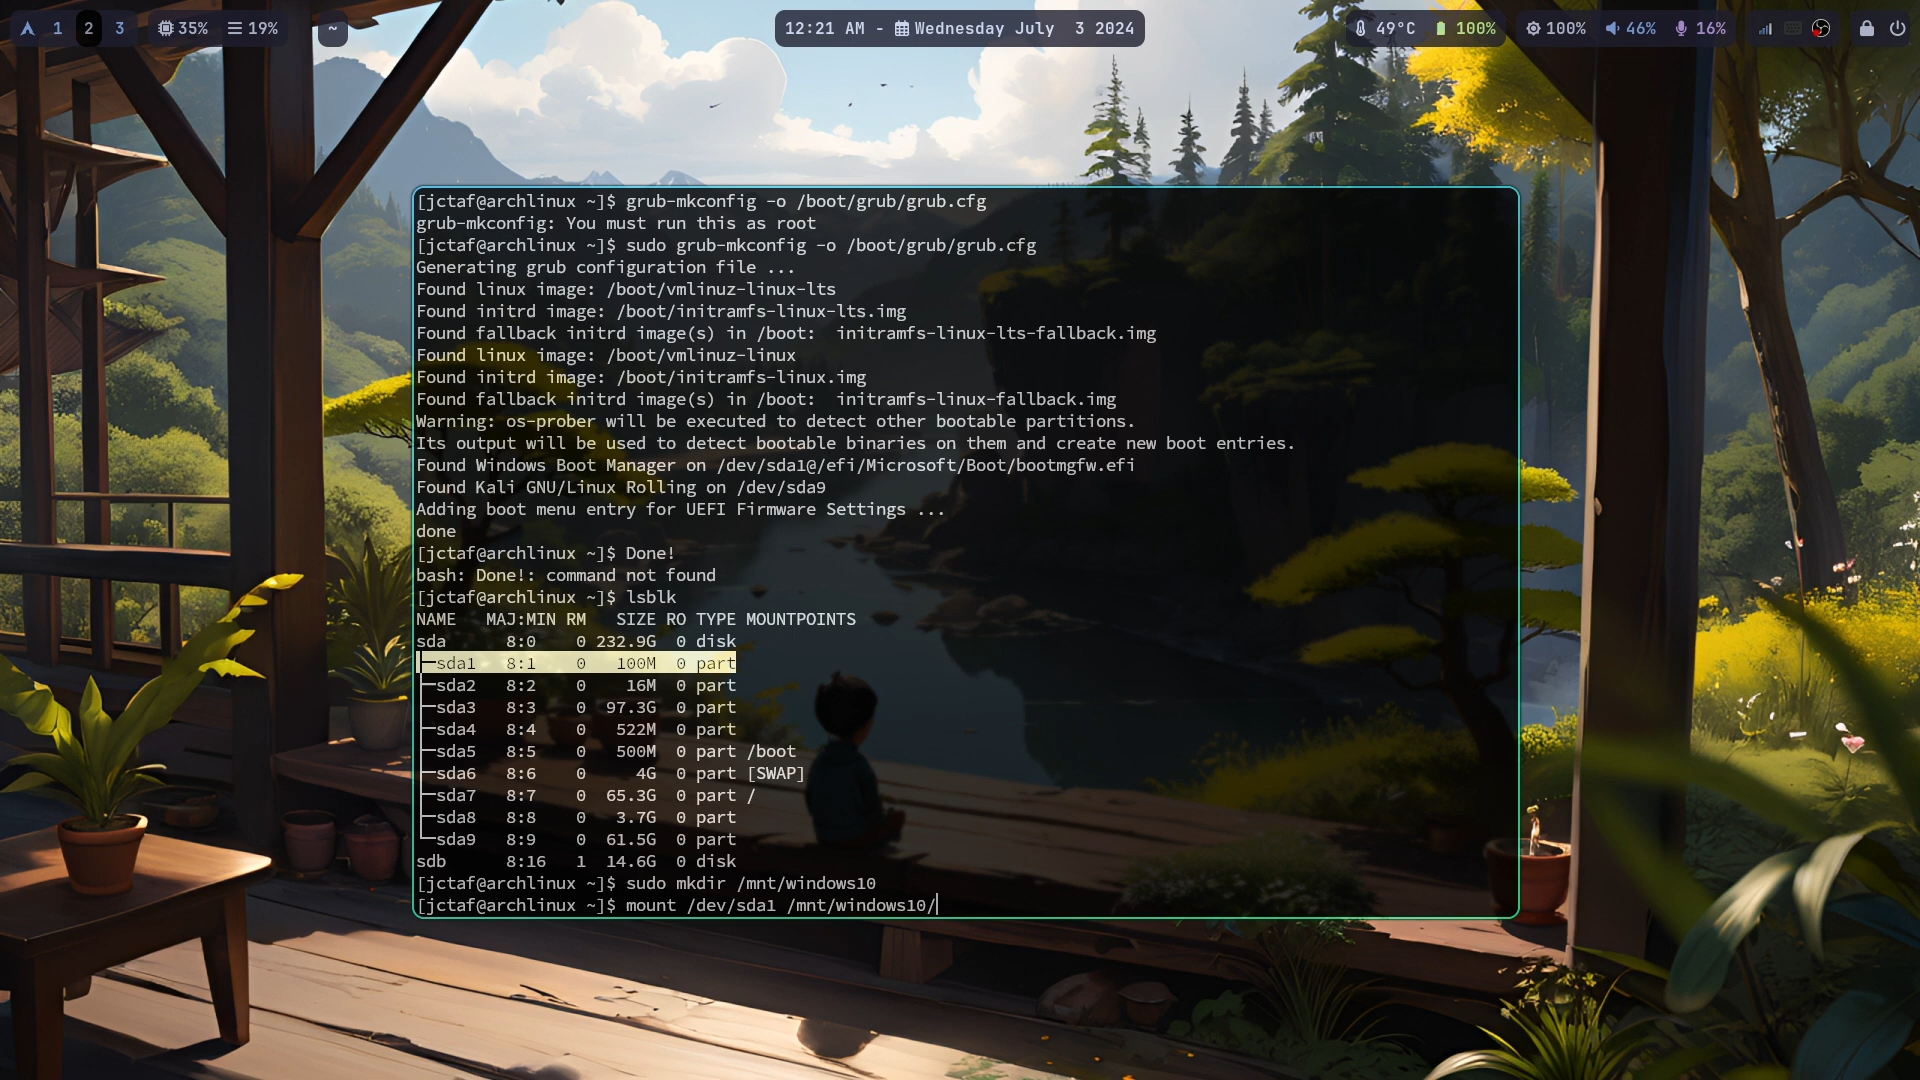 1 2 3 35% 19% ~ 12:21 AM - Wednesday July  3 2024 49°C 100% 100% 46% 16%
[jctaf@archlinux ~]$ grub-mkconfig -o /boot/grub/grub.cfg
grub-mkconfig: You must run this as root
[jctaf@archlinux ~]$ sudo grub-mkconfig -o /boot/grub/grub.cfg
Generating grub configuration file ...
Found linux image: /boot/vmlinuz-linux-lts
Found initrd image: /boot/initramfs-linux-lts.img
Found fallback initrd image(s) in /boot:  initramfs-linux-lts-fallback.img
Found linux image: /boot/vmlinuz-linux
Found initrd image: /boot/initramfs-linux.img
Found fallback initrd image(s) in /boot:  initramfs-linux-fallback.img
Warning: os-prober will be executed to detect other bootable partitions.
Its output will be used to detect bootable binaries on them and create new boot entries.
Found Windows Boot Manager on /dev/sda1@/efi/Microsoft/Boot/bootmgfw.efi
Found Kali GNU/Linux Rolling on /dev/sda9
Adding boot menu entry for UEFI Firmware Settings ...
done
[jctaf@archlinux ~]$ Done!
bash: Done!: command not found
[jctaf@archlinux ~]$ lsblk
NAME   MAJ:MIN RM   SIZE RO TYPE MOUNTPOINTS
sda      8:0    0 232.9G  0 disk
├─sda1   8:1    0   100M  0 part
├─sda2   8:2    0    16M  0 part
├─sda3   8:3    0  97.3G  0 part
├─sda4   8:4    0   522M  0 part
├─sda5   8:5    0   500M  0 part /boot
├─sda6   8:6    0     4G  0 part [SWAP]
├─sda7   8:7    0  65.3G  0 part /
├─sda8   8:8    0   3.7G  0 part
└─sda9   8:9    0  61.5G  0 part
sdb      8:16   1  14.6G  0 disk
[jctaf@archlinux ~]$ sudo mkdir /mnt/windows10
[jctaf@archlinux ~]$ mount /dev/sda1 /mnt/windows10/